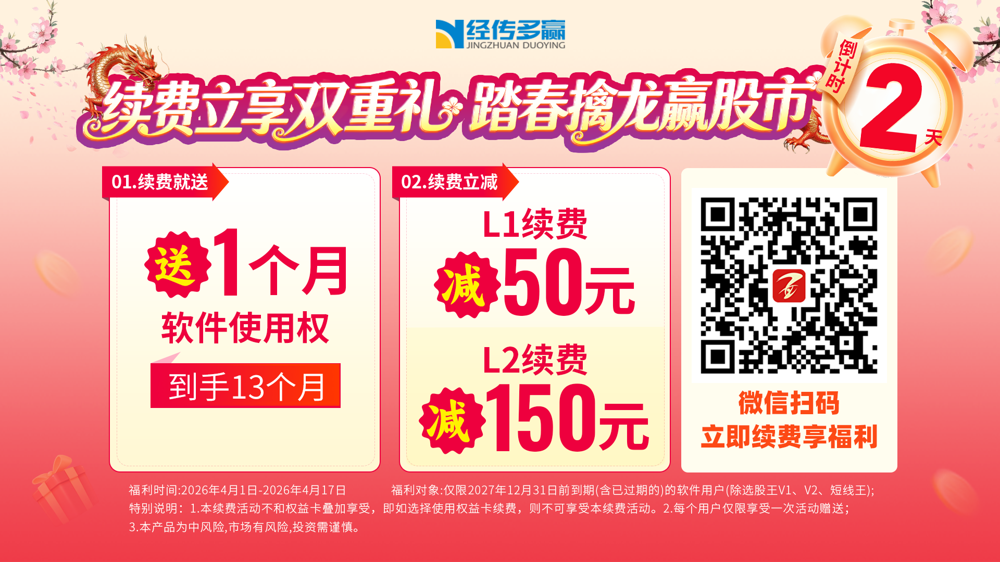 经传多赢
JINGZHUAN DUOYING
续费立享双重礼 踏春擒龙赢股市
倒计时
2天
01.续费就送
送1个月
软件使用权
到手13个月
02.续费立减
L1续费
减50元
L2续费
减150元
微信扫码
立即续费享福利
福利时间:2026年4月1日-2026年4月17日 福利对象:仅限2027年12月31日前到期(含已过期的)的软件用户(除选股王V1、V2、短线王);
特别说明：1.本续费活动不和权益卡叠加享受，即如选择使用权益卡续费，则不可享受本续费活动。2.每个用户仅限享受一次活动赠送；
3.本产品为中风险,市场有风险,投资需谨慎。